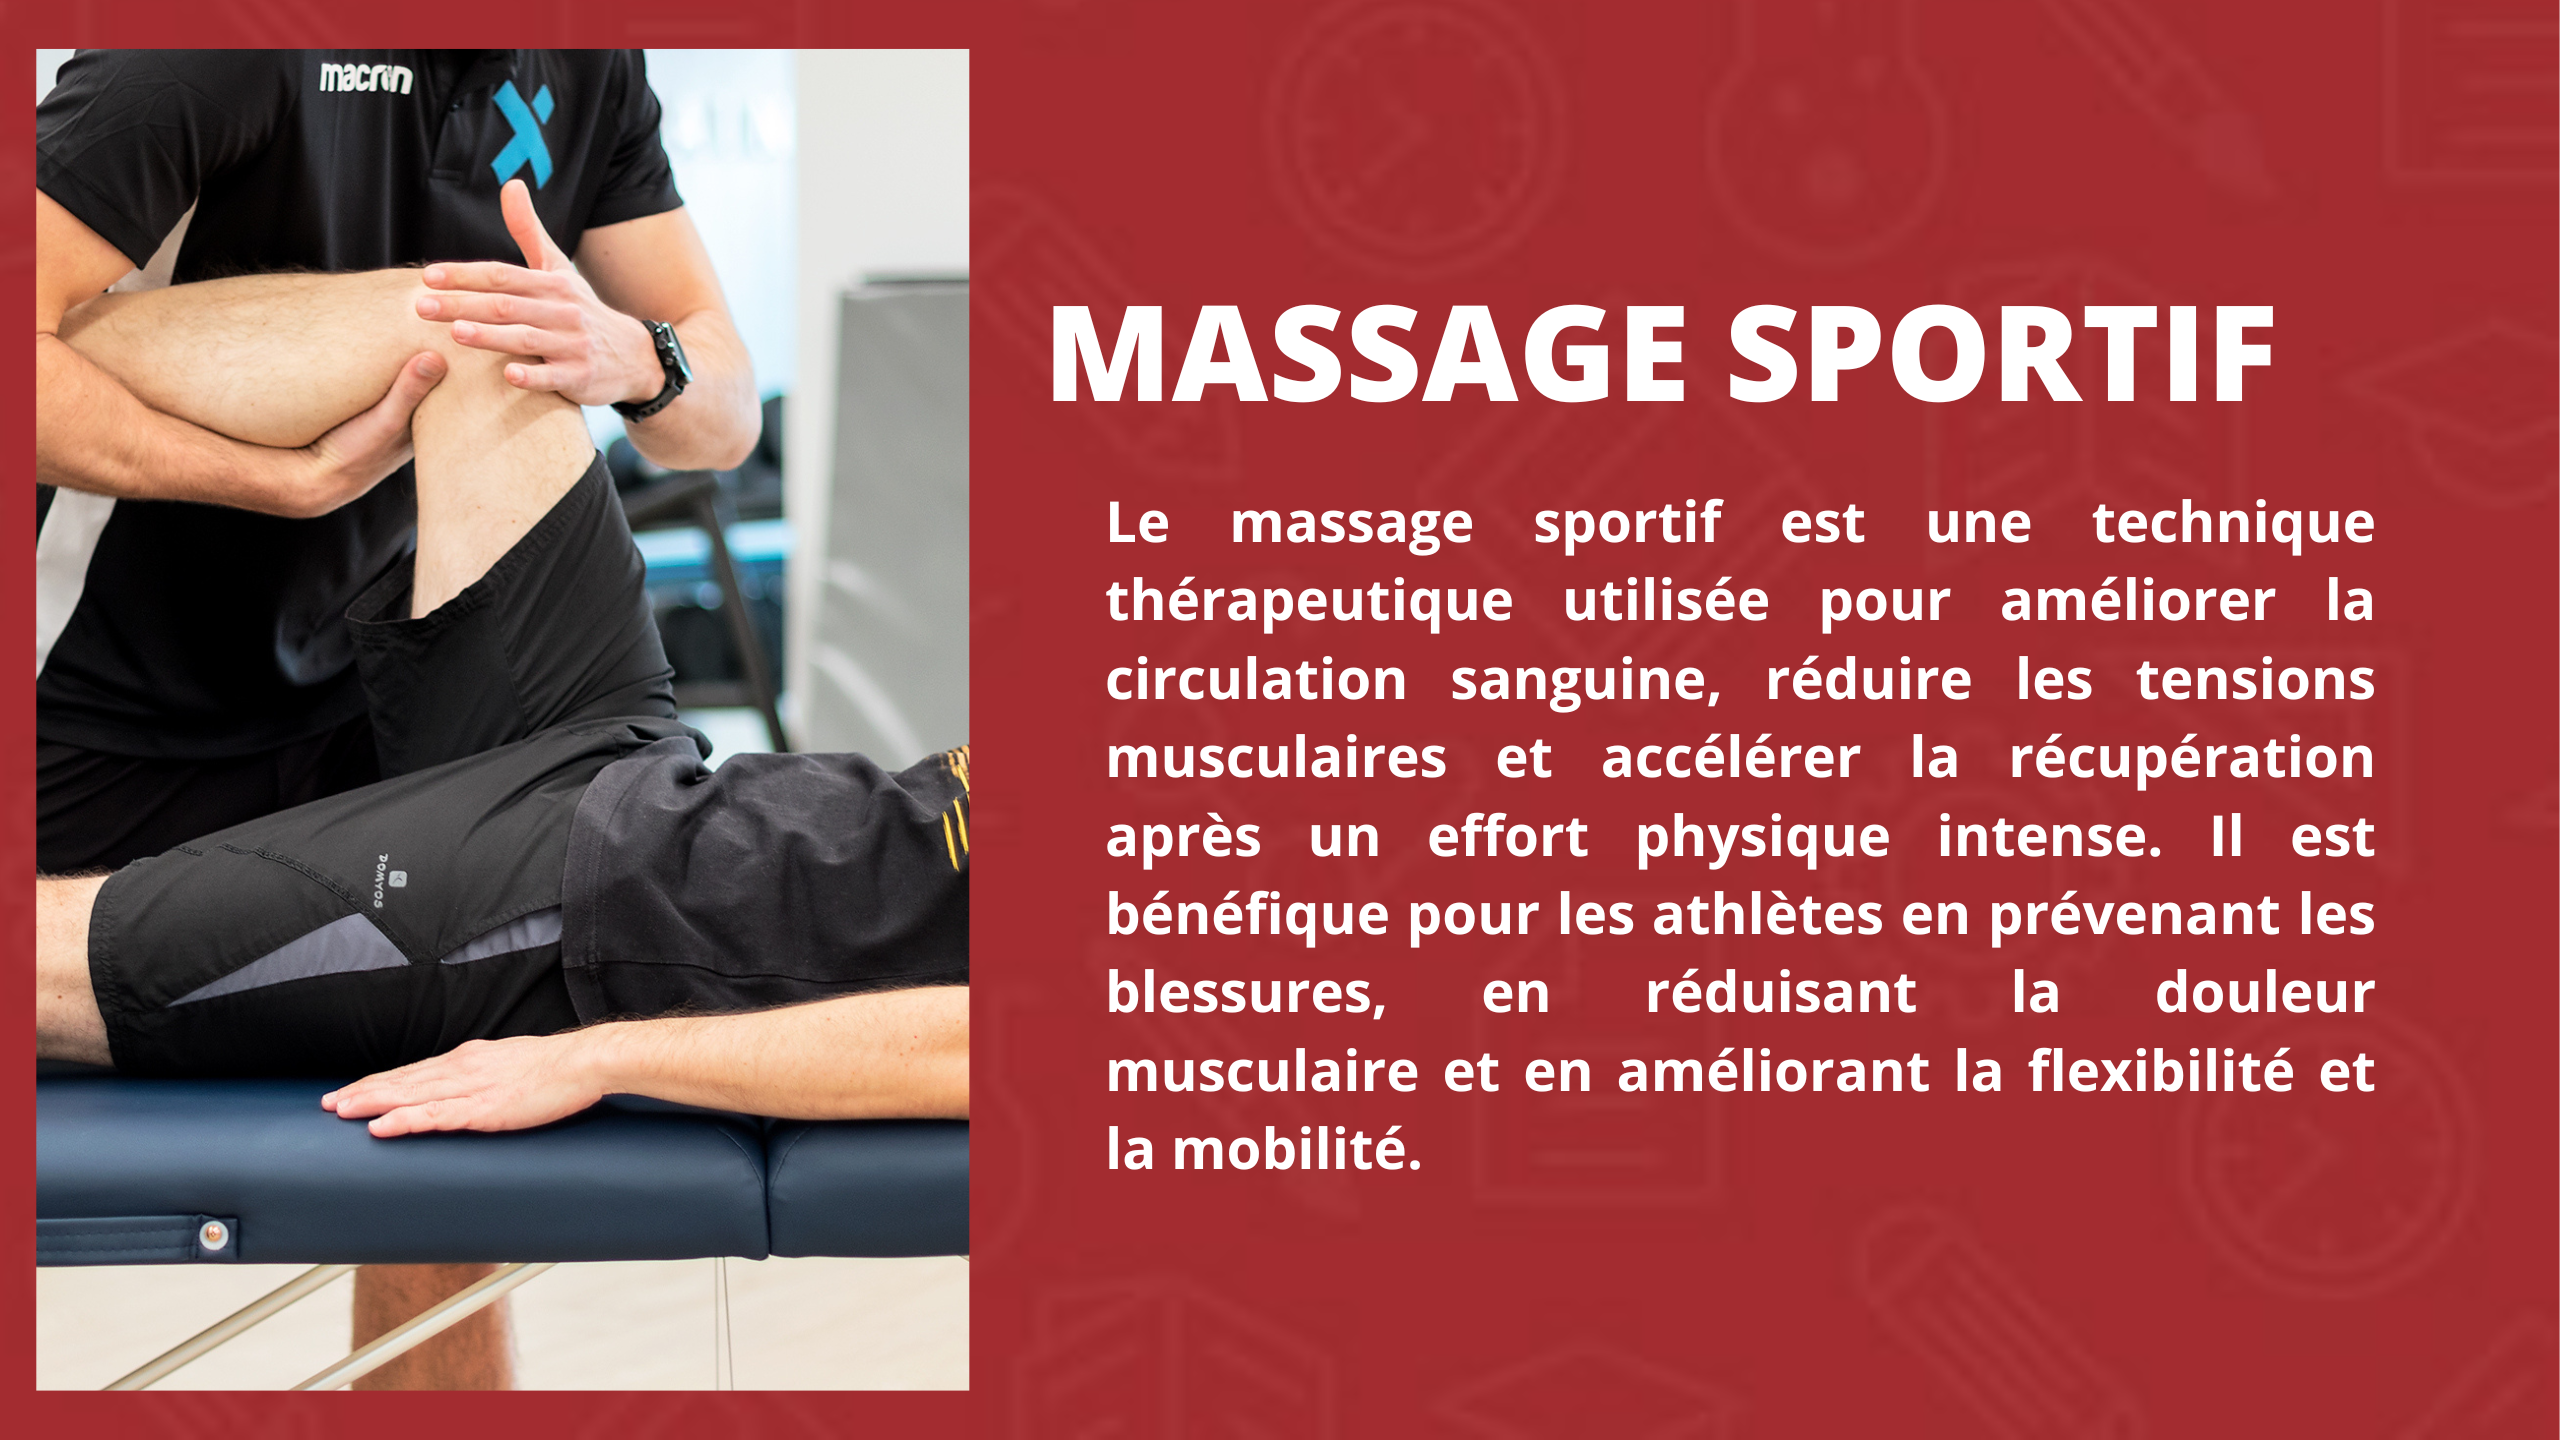 macron
MASSAGE SPORTIF
Le massage sportif est une technique
thérapeutique utilisée pour améliorer la
circulation sanguine, réduire les tensions
musculaires et accélérer la récupération
après un effort physique intense. Il est
bénéfique pour les athlètes en prévenant les
blessures, en réduisant la douleur
musculaire et en améliorant la flexibilité et
la mobilité.
DOMYOS